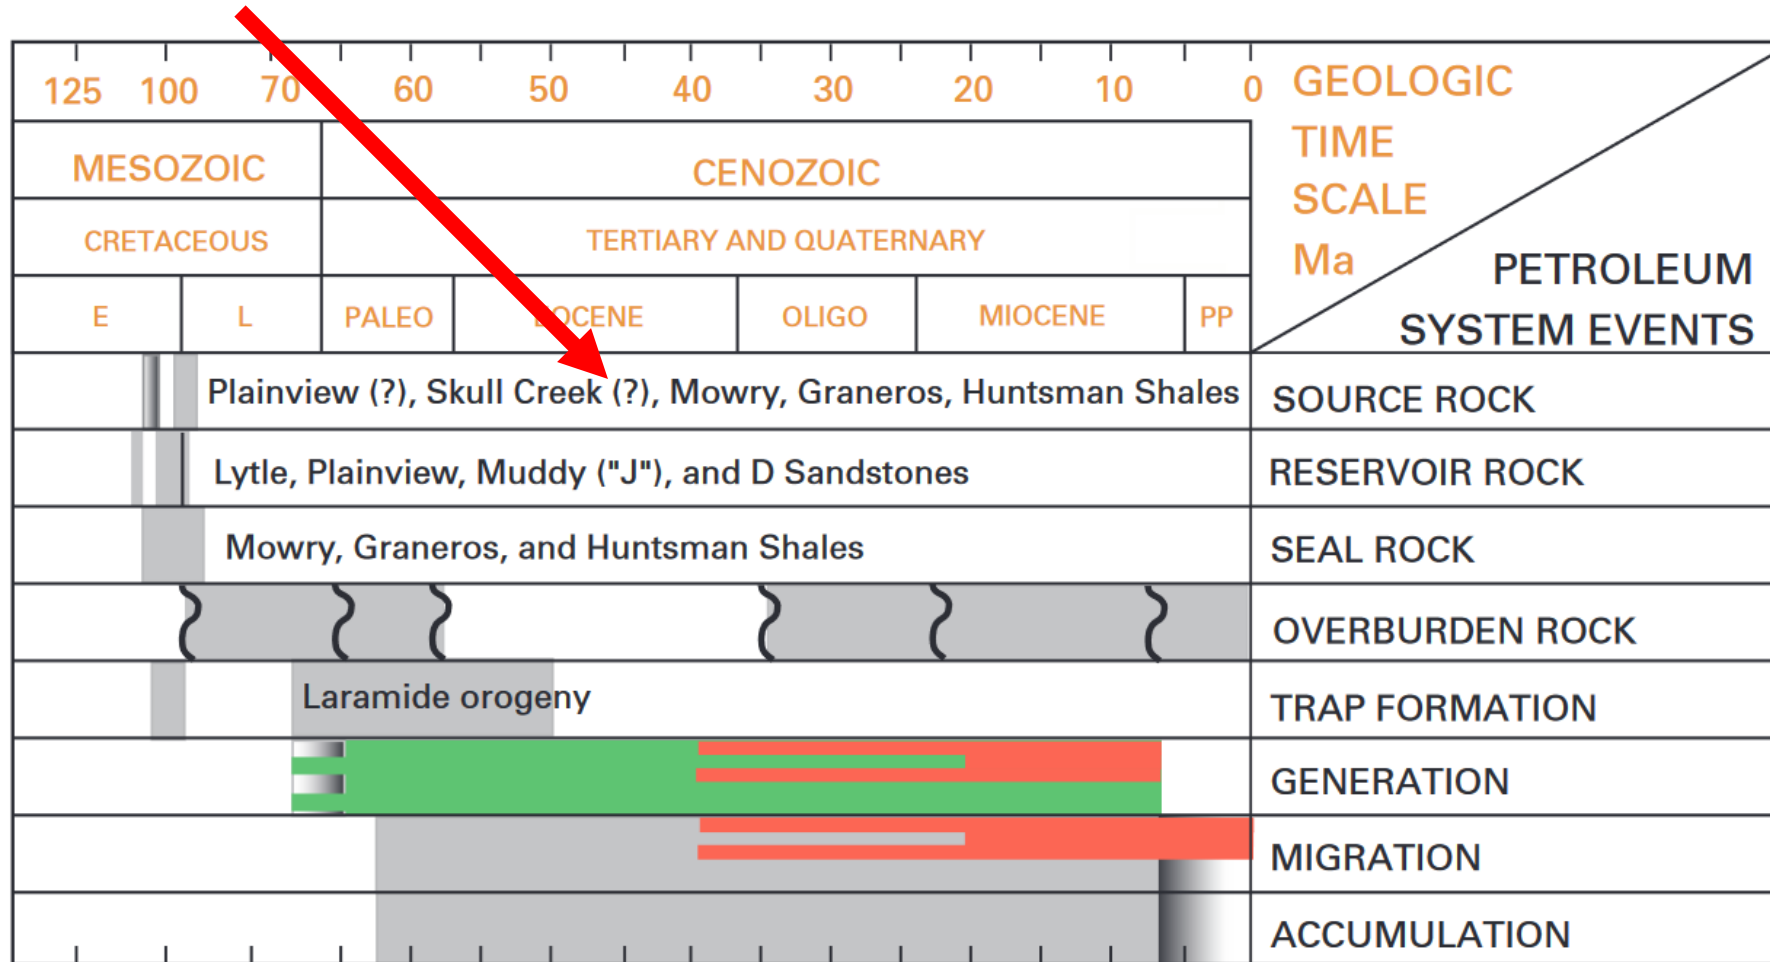 125 100 70 60 50 40 30 20 10 0
GEOLOGIC
TIME
SCALE
Ma
PETROLEUM
SYSTEM EVENTS
MESOZOIC CENOZOIC
CRETACEOUS TERTIARY AND QUATERNARY
E L PALEO EOCENE OLIGO MIOCENE PP
Plainview (?), Skull Creek (?), Mowry, Graneros, Huntsman Shales SOURCE ROCK
Lytle, Plainview, Muddy ("J"), and D Sandstones RESERVOIR ROCK
Mowry, Graneros, and Huntsman Shales SEAL ROCK
OVERBURDEN ROCK
Laramide orogeny TRAP FORMATION
GENERATION
MIGRATION
ACCUMULATION